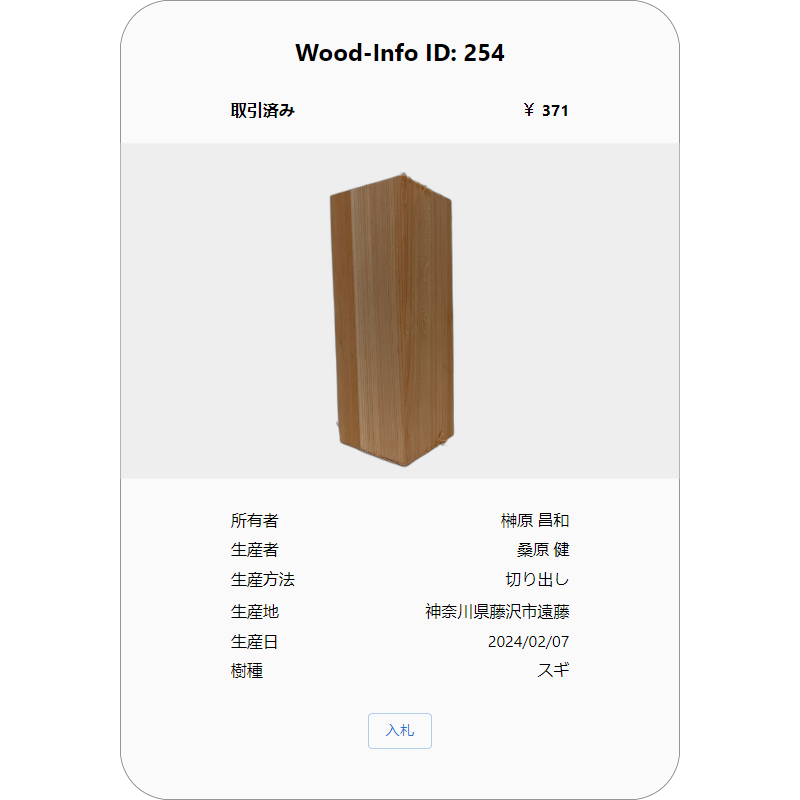 Wood-Info ID: 254
取引済み ￥ 371
所有者 榊原 昌和
生産者 桑原 健
生産方法 切り出し
生産地 神奈川県藤沢市遠藤
生産日 2024/02/07
樹種 スギ
入札